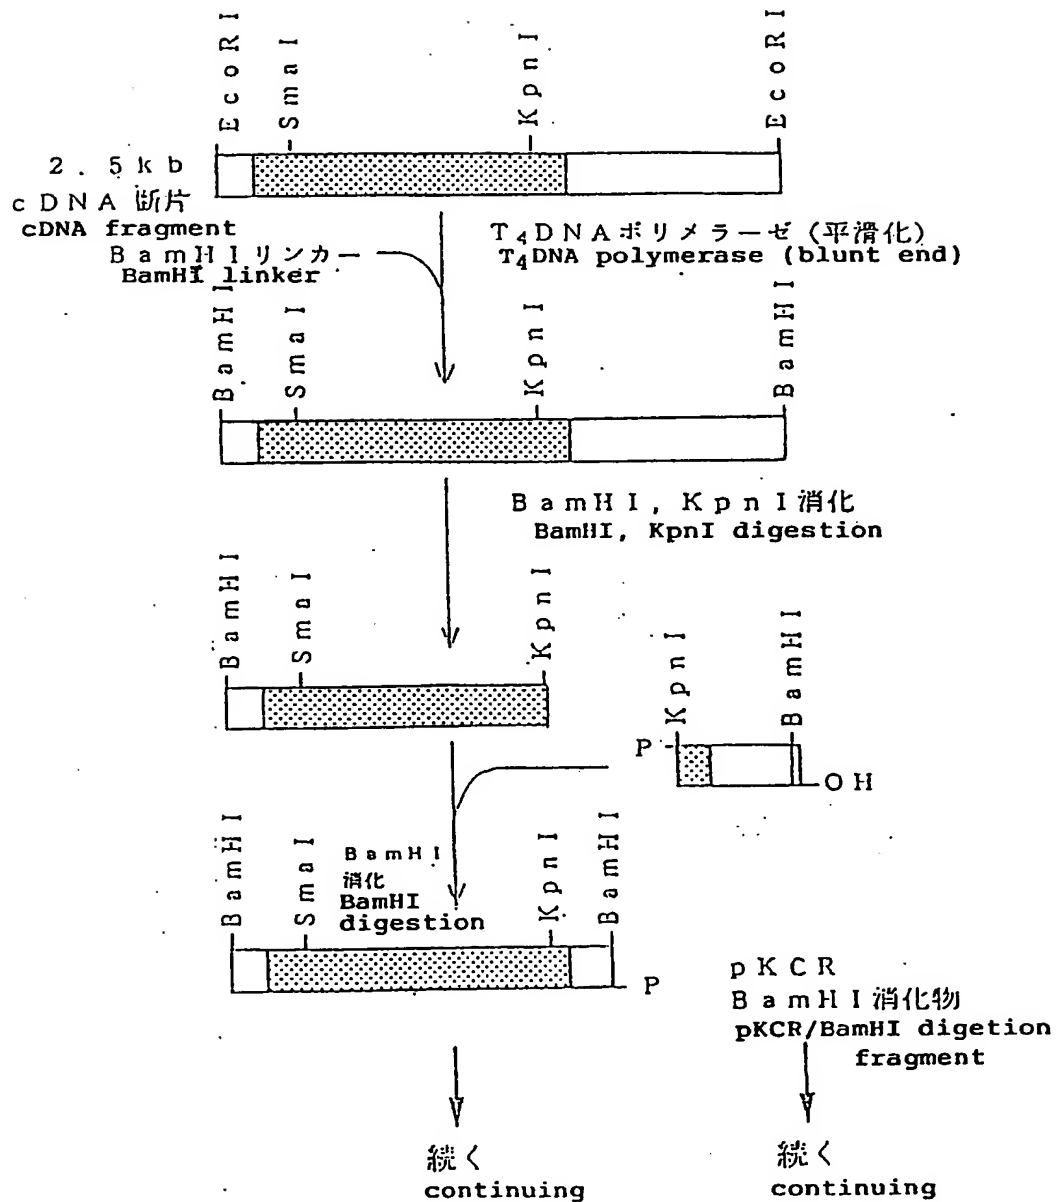 EcoRI
SmaI
KpnI
EcoRI
2.5kb
cDNA 断片
cDNA fragment
BamHIリンカー
BamHI linker
T₄DNAポリメラーゼ (平滑化)
T₄DNA polymerase (blunt end)
BamHI
SmaI
KpnI
BamHI
BamHI, KpnI消化
BamHI, KpnI digestion
BamHI
SmaI
KpnI
KpnI
BamHI
P
OH
BamHI
SmaI
BamHI
消化
BamHI
digestion
KpnI
BamHI
P
pKCR
BamHI消化物
pKCR/BamHI digetion
fragment
続く
continuing
続く
continuing